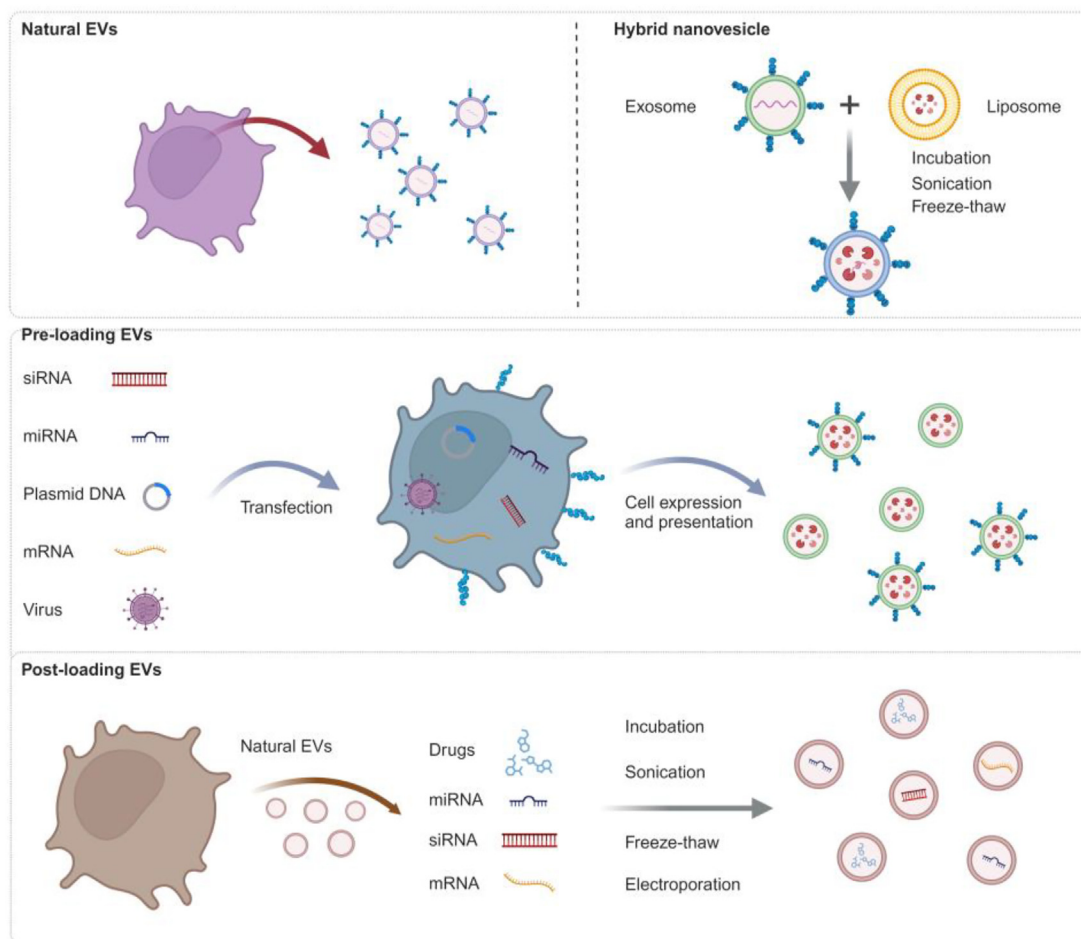 Natural EVs
Hybrid nanovesicle
Exosome
+
Liposome
Incubation
Sonication
Freeze-thaw
Pre-loading EVs
siRNA
miRNA
Plasmid DNA
mRNA
Virus
Transfection
Cell expression
and presentation
Post-loading EVs
Natural EVs
Drugs
miRNA
siRNA
mRNA
Incubation
Sonication
Freeze-thaw
Electroporation